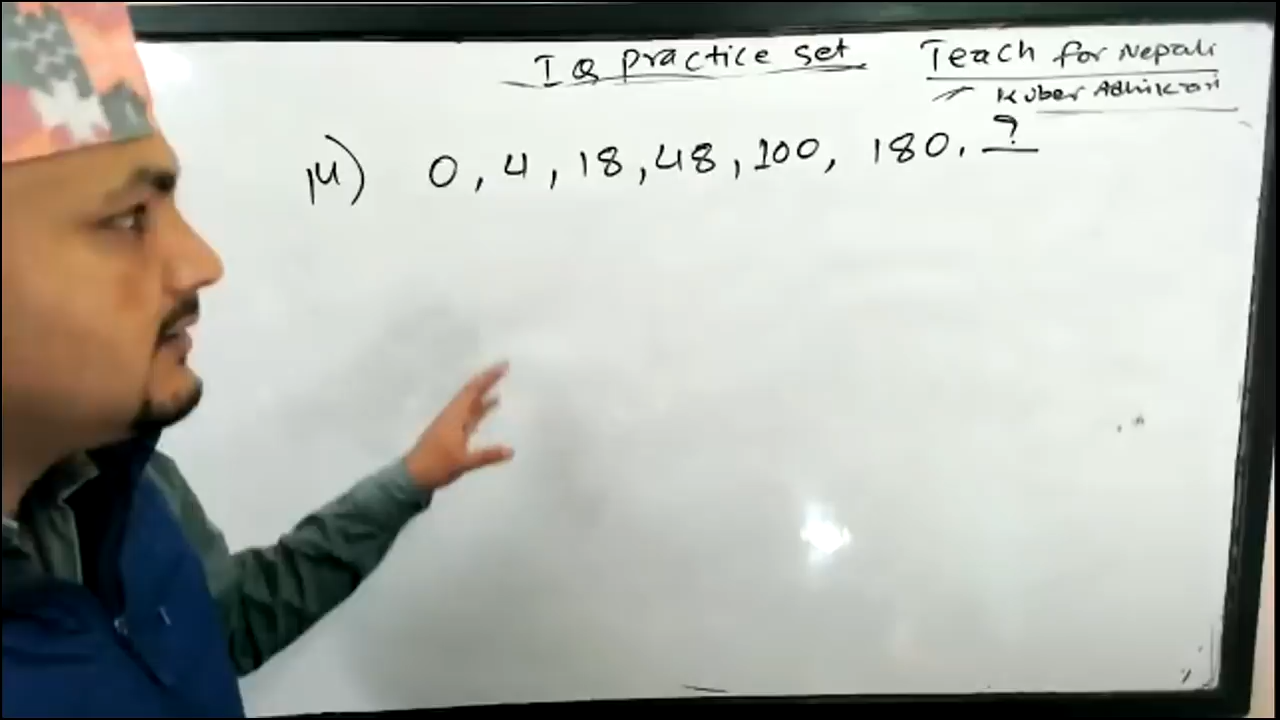 IQ practice set
Teach for Nepali
Kuber Adhikari
14) 0, 4, 18, 48, 100, 180. ?